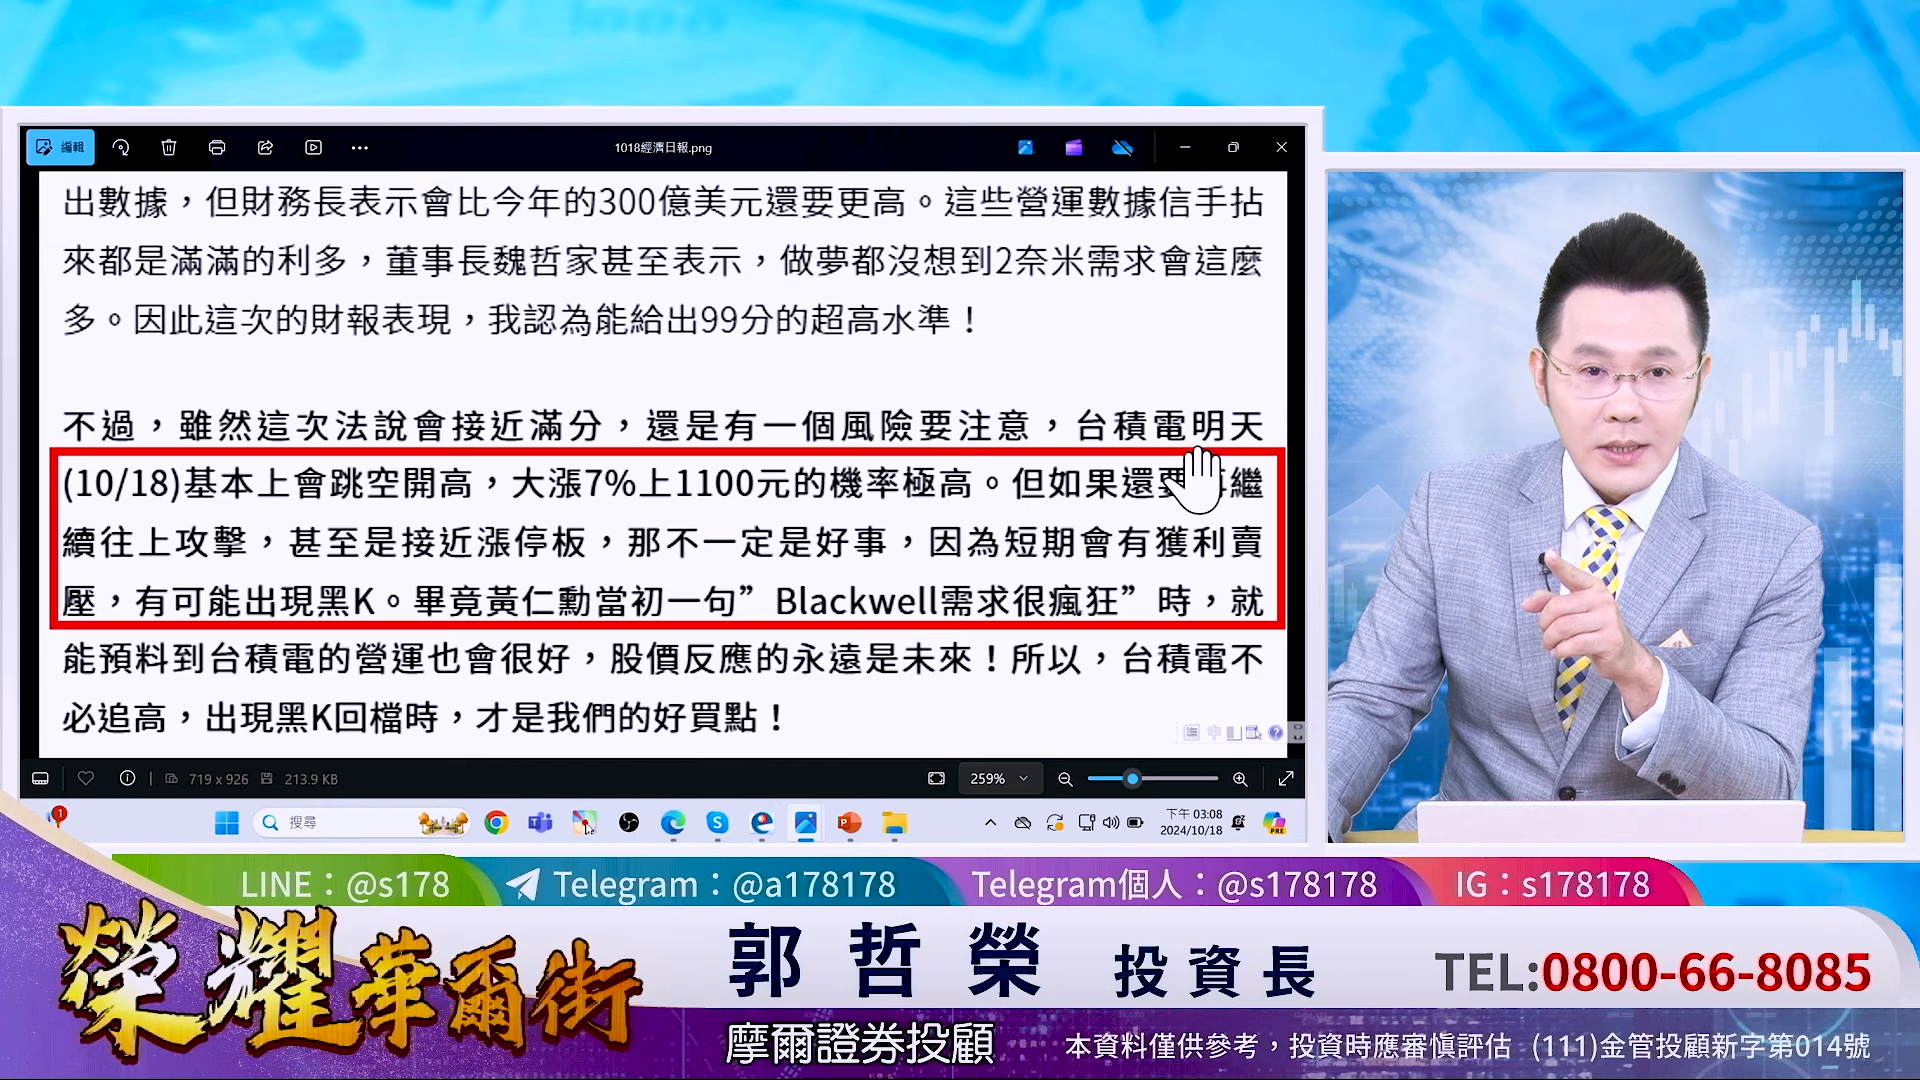 編輯
1018經濟日報.png
出數據，但財務長表示會比今年的300億美元還要更高。這些營運數據信手拈
來都是滿滿的利多，董事長魏哲家甚至表示，做夢都沒想到2奈米需求會這麼
多。因此這次的財報表現，我認為能給出99分的超高水準！
不過，雖然這次法說會接近滿分，還是有一個風險要注意，台積電明天
(10/18)基本上會跳空開高，大漲7%上1100元的機率極高。但如果還要 繼
續往上攻擊，甚至是接近漲停板，那不一定是好事，因為短期會有獲利賣
壓，有可能出現黑K。畢竟黃仁勳當初一句”Blackwell需求很瘋狂”時，就
能預料到台積電的營運也會很好，股價反應的永遠是未來！所以，台積電不
必追高，出現黑K回檔時，才是我們的好買點！
719 x 926 213.9 KB 259%
1 搜尋 下午 03:08
2024/10/18
LINE：@s178 Telegram：@a178178 Telegram個人：@s178178 IG：s178178
榮耀華爾街
郭哲榮 投資長 TEL:0800-66-8085
摩爾證券投顧 本資料僅供參考，投資時應審慎評估 (111)金管投顧新字第014號